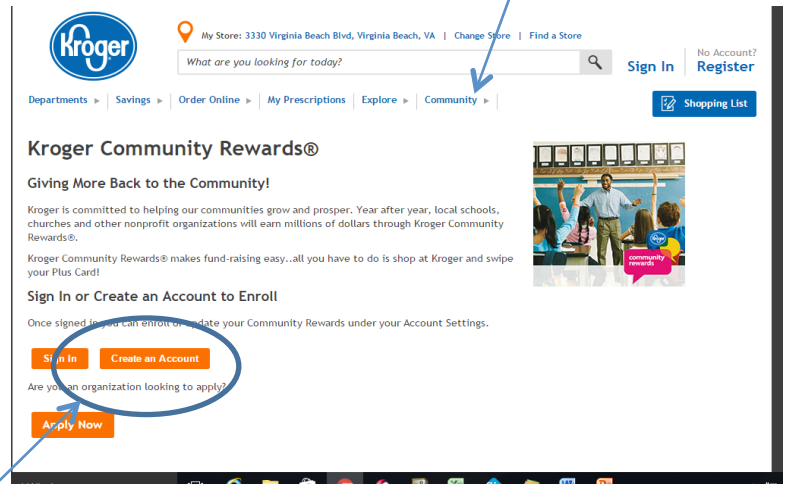 Kroger
My Store: 3330 Virginia Beach Blvd, Virginia Beach, VA | Change Store | Find a Store
What are you looking for today?
Sign In
No Account?
Register
Departments Savings Order Online My Prescriptions Explore Community
Shopping List
Kroger Community Rewards®
Giving More Back to the Community!
Kroger is committed to helping our communities grow and prosper. Year after year, local schools,
churches and other nonprofit organizations will earn millions of dollars through Kroger Community
Rewards®.
Kroger Community Rewards® makes fund-raising easy..all you have to do is shop at Kroger and swipe
your Plus Card!
Kroger
community
rewards
Sign In or Create an Account to Enroll
Once signed in you can enroll or update your Community Rewards under your Account Settings.
Sign In
Create an Account
Are you an organization looking to apply?
Apply Now